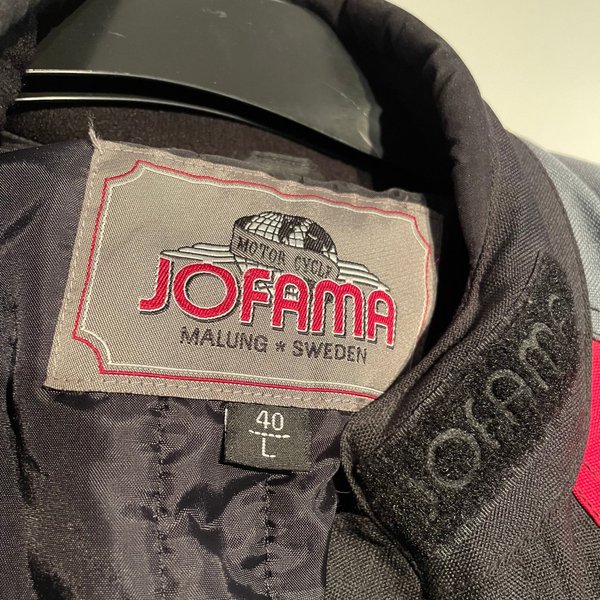 MOTOR CYCLE
JOFAMA
MALUNG * SWEDEN
40
L
JOFAMA